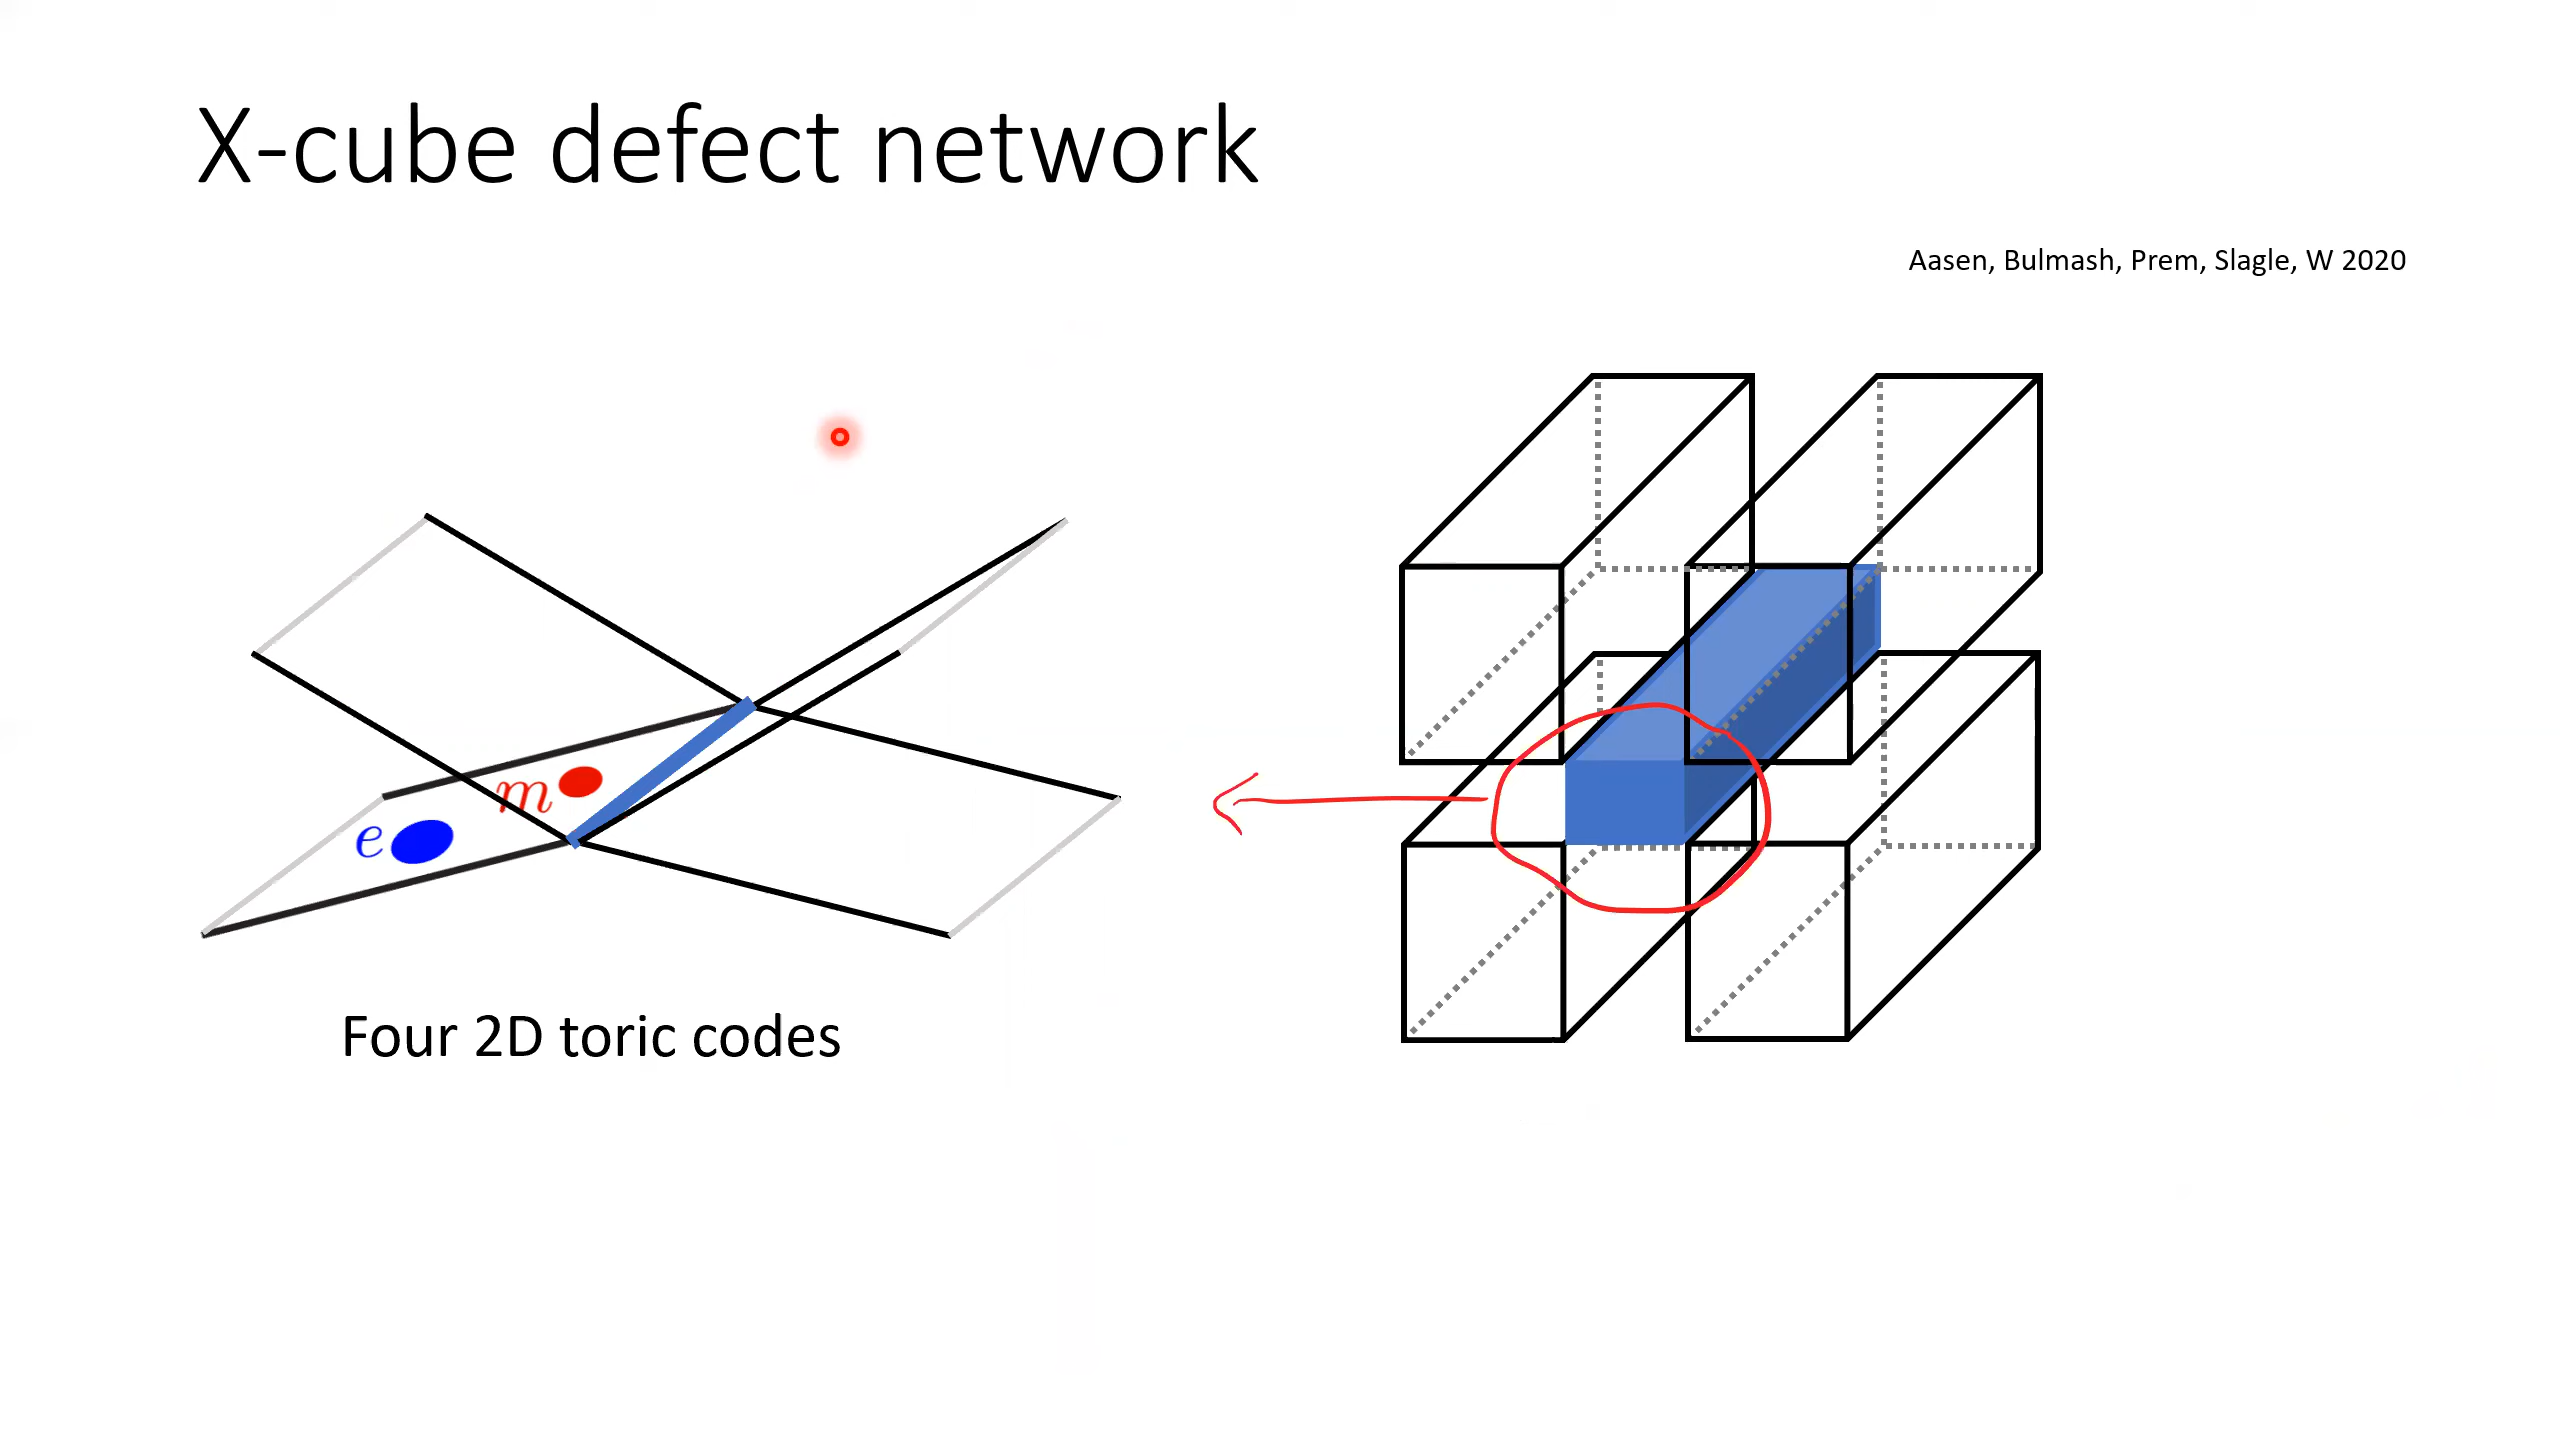 X-cube defect network
Aasen, Bulmash, Prem, Slagle, W 2020
m
e
Four 2D toric codes